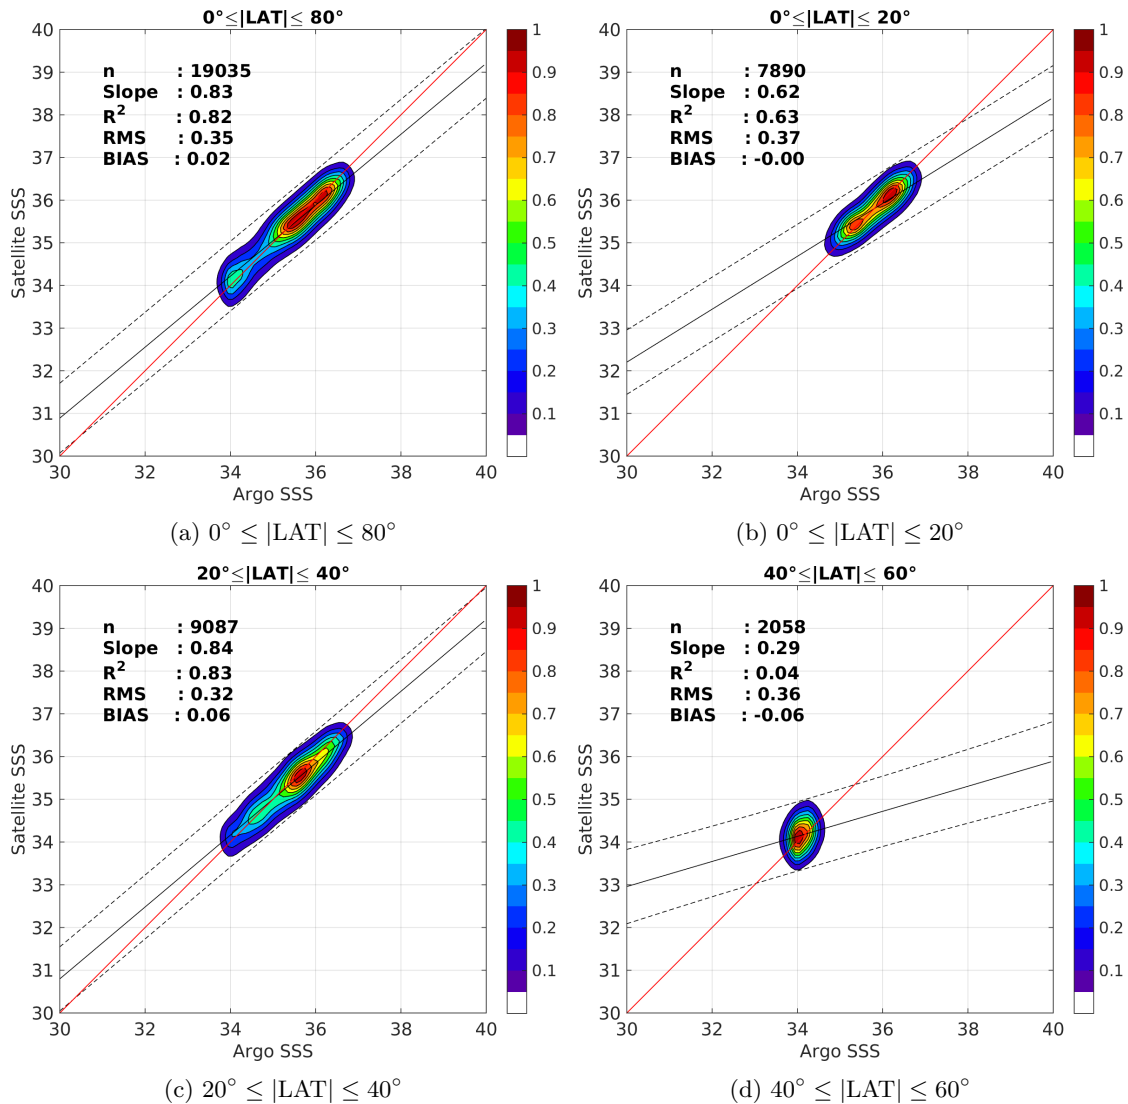 0°≤|LAT|≤ 80°
n : 19035
Slope : 0.83
R2 : 0.82
RMS : 0.35
BIAS : 0.02
40
39
38
37
36
35
34
33
32
31
30
30 32 34 36 38 40
Satellite SSS
Argo SSS
1
0.9
0.8
0.7
0.6
0.5
0.4
0.3
0.2
0.1
(a) 0° ≤ |LAT| ≤ 80°
0°≤|LAT|≤ 20°
n : 7890
Slope : 0.62
R2 : 0.63
RMS : 0.37
BIAS : -0.00
40
39
38
37
36
35
34
33
32
31
30
30 32 34 36 38 40
Satellite SSS
Argo SSS
1
0.9
0.8
0.7
0.6
0.5
0.4
0.3
0.2
0.1
(b) 0° ≤ |LAT| ≤ 20°
20°≤|LAT|≤ 40°
n : 9087
Slope : 0.84
R2 : 0.83
RMS : 0.32
BIAS : 0.06
40
39
38
37
36
35
34
33
32
31
30
30 32 34 36 38 40
Satellite SSS
Argo SSS
1
0.9
0.8
0.7
0.6
0.5
0.4
0.3
0.2
0.1
(c) 20° ≤ |LAT| ≤ 40°
40°≤|LAT|≤ 60°
n : 2058
Slope : 0.29
R2 : 0.04
RMS : 0.36
BIAS : -0.06
40
39
38
37
36
35
34
33
32
31
30
30 32 34 36 38 40
Satellite SSS
Argo SSS
1
0.9
0.8
0.7
0.6
0.5
0.4
0.3
0.2
0.1
(d) 40° ≤ |LAT| ≤ 60°